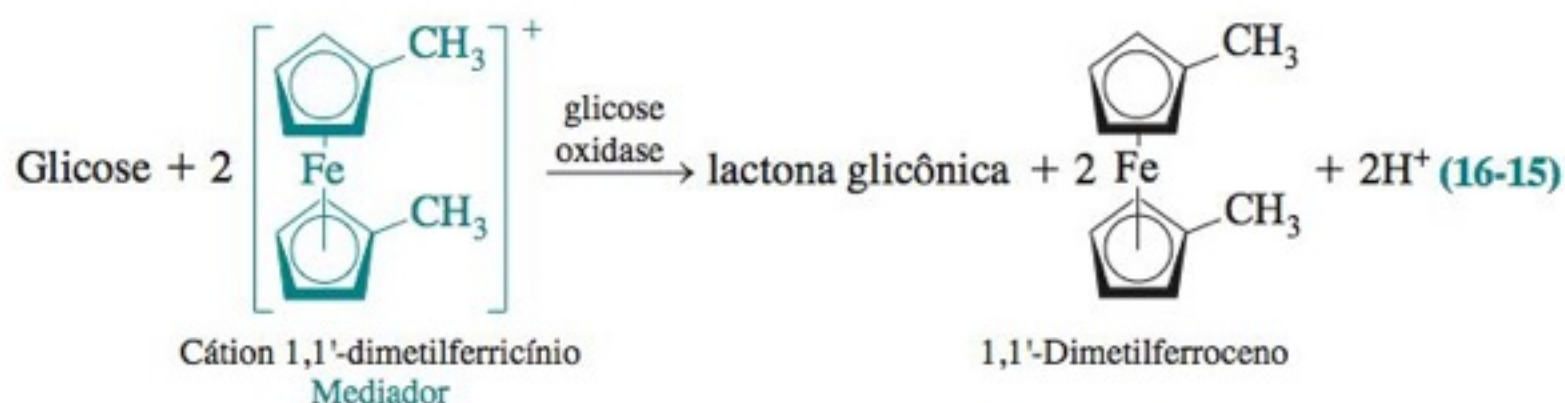 CH₃ + CH₃
glicose
oxidase
Glicose + 2 Fe lactona glicônica + 2 Fe + 2H⁺ (16-15)
CH₃ CH₃
Cátion 1,1'-dimetilferricínio 1,1'-Dimetilferroceno
Mediador